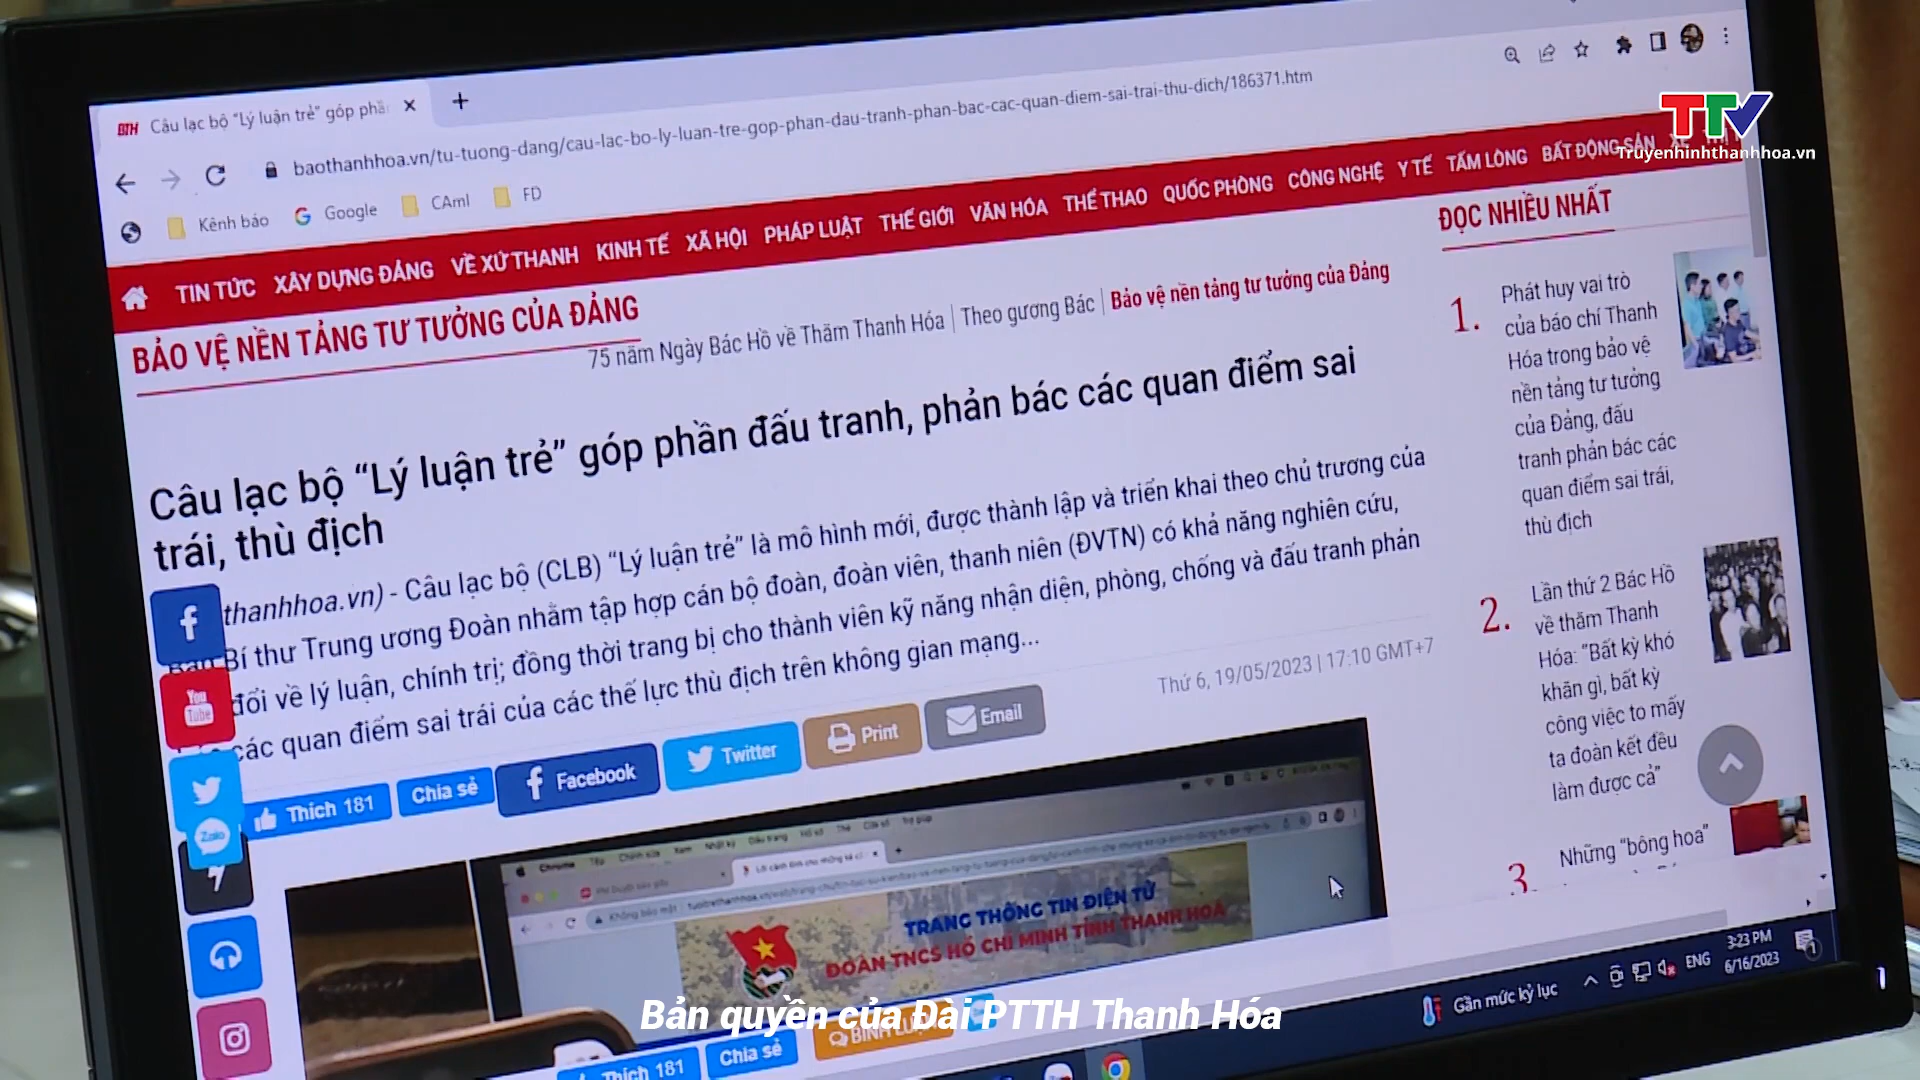 Câu lạc bộ "Lý luận trẻ" góp phầ
baothanhhoa.vn/tu-tuong-dang/cau-lac-bo-ly-luan-tre-gop-phan-dau-tranh-phan-bac-cac-quan-diem-sai-trai-thu-dich/186371.htm
TTV
Truyenhinhthanhhoa.vn
Kênh báo Google CAml FD
TIN TỨC XÂY DỰNG ĐẢNG VỀ XỨ THANH KINH TẾ XÃ HỘI PHÁP LUẬT THẾ GIỚI VĂN HÓA THỂ THAO QUỐC PHÒNG CÔNG NGHỆ Y TẾ TẤM LÒNG BẤT ĐỘNG SẢN
BẢO VỆ NỀN TẢNG TƯ TƯỞNG CỦA ĐẢNG
75 năm Ngày Bác Hồ về Thăm Thanh Hóa | Theo gương Bác | Bảo vệ nền tảng tư tưởng của Đảng
Câu lạc bộ “Lý luận trẻ” góp phần đấu tranh, phản bác các quan điểm sai
trái, thù địch
thanhhoa.vn) - Câu lạc bộ (CLB) “Lý luận trẻ” là mô hình mới, được thành lập và triển khai theo chủ trương của
Bí thư Trung ương Đoàn nhằm tập hợp cán bộ đoàn, đoàn viên, thanh niên (ĐVTN) có khả năng nghiên cứu,
đổi về lý luận, chính trị; đồng thời trang bị cho thành viên kỹ năng nhận diện, phòng, chống và đấu tranh phản
các quan điểm sai trái của các thế lực thù địch trên không gian mạng...
Thứ 6, 19/05/2023 | 17:10 GMT+7
Thích 181 Chia sẻ Facebook Twitter Print Email
You
Tube
Zalo
TRANG THÔNG TIN ĐIỆN TỬ
ĐOÀN TNCS HỒ CHÍ MINH TỈNH THANH HOÁ
Thích 181 Chia sẻ
ĐỌC NHIỀU NHẤT
1. Phát huy vai trò
của báo chí Thanh
Hóa trong bảo vệ
nền tảng tư tưởng
của Đảng, đấu
tranh phản bác các
quan điểm sai trái,
thù địch
2. Lần thứ 2 Bác Hồ
về thăm Thanh
Hóa: "Bất kỳ khó
khăn gì, bất kỳ
công việc to mấy
ta đoàn kết đều
làm được cả"
3. Những "bông hoa"
Gần mức kỷ lục
ENG
3:23 PM
6/16/2023
1
Bản quyền của Đài PTTH Thanh Hóa